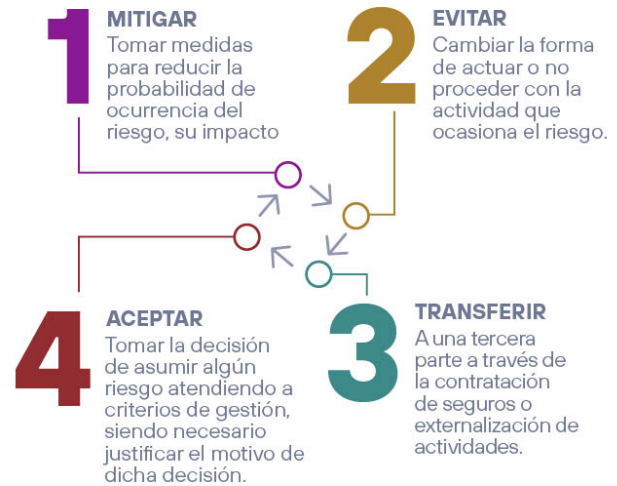 1
MITIGAR
Tomar medidas
para reducir la
probabilidad de
ocurrencia del
riesgo, su impacto
2
EVITAR
Cambiar la forma
de actuar o no
proceder con la
actividad que
ocasiona el riesgo.
3
TRANSFERIR
A una tercera
parte a través de
la contratación
de seguros o
externalización de
actividades.
4
ACEPTAR
Tomar la decisión
de asumir algún
riesgo atendiendo a
criterios de gestión,
siendo necesario
justificar el motivo de
dicha decisión.